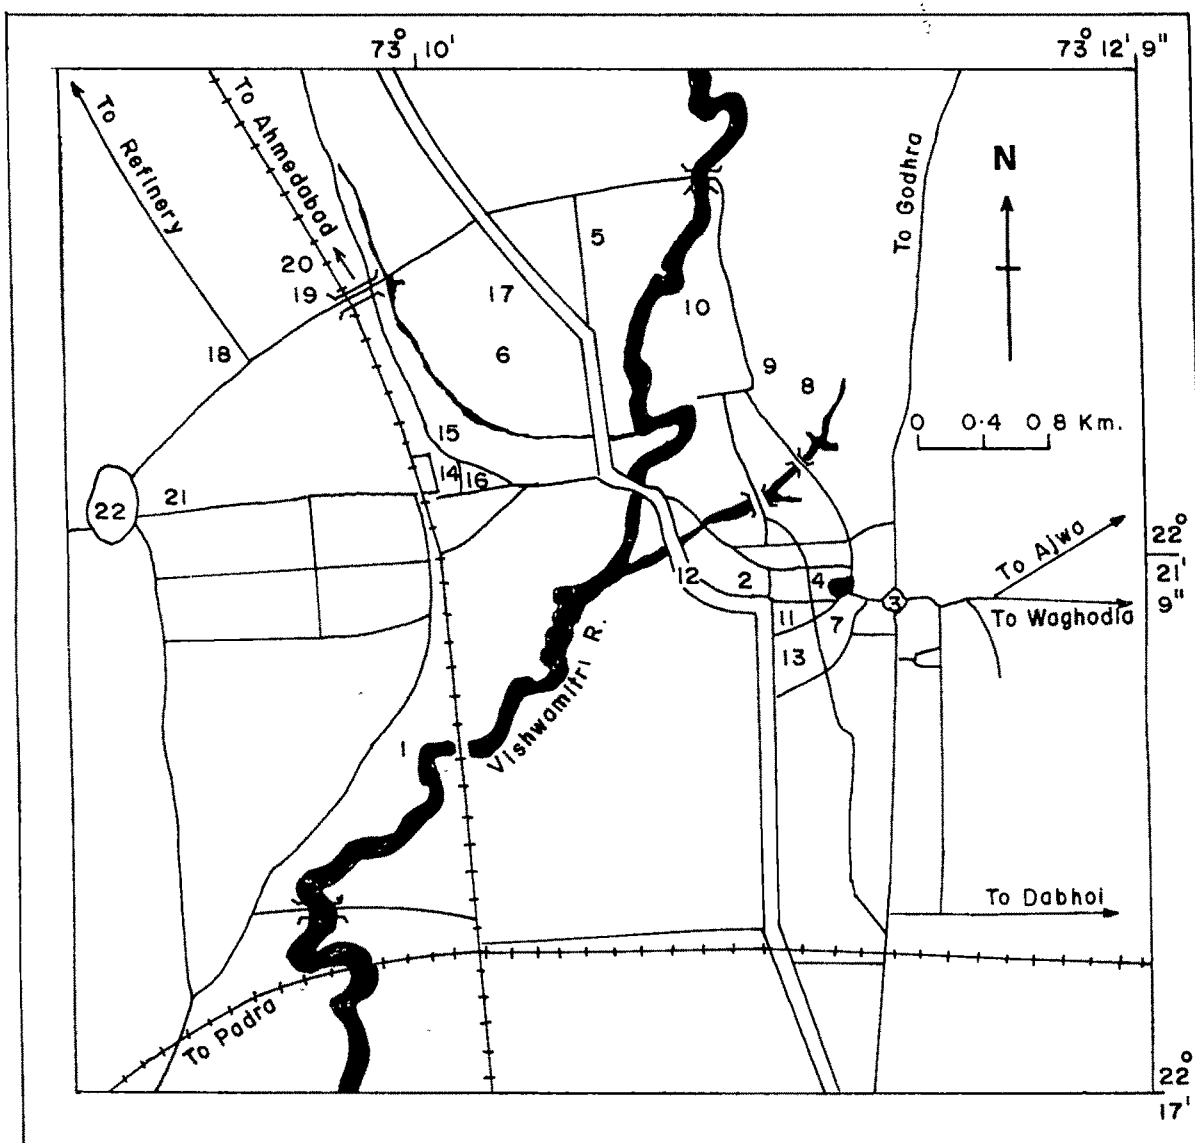 73° 10'
73° 12' 9"
To Refinery
To Ahmedabad
To Godhra
N
5
20
19
17
10
18
6
9
8
0 0·4 0 8 Km.
15
14
16
21
22
22°
21'
9"
To Ajwa
12
2
4
3
To Waghodia
11
7
13
Vishwamitri R.
1
To Dabhoi
To Padra
22°
17'